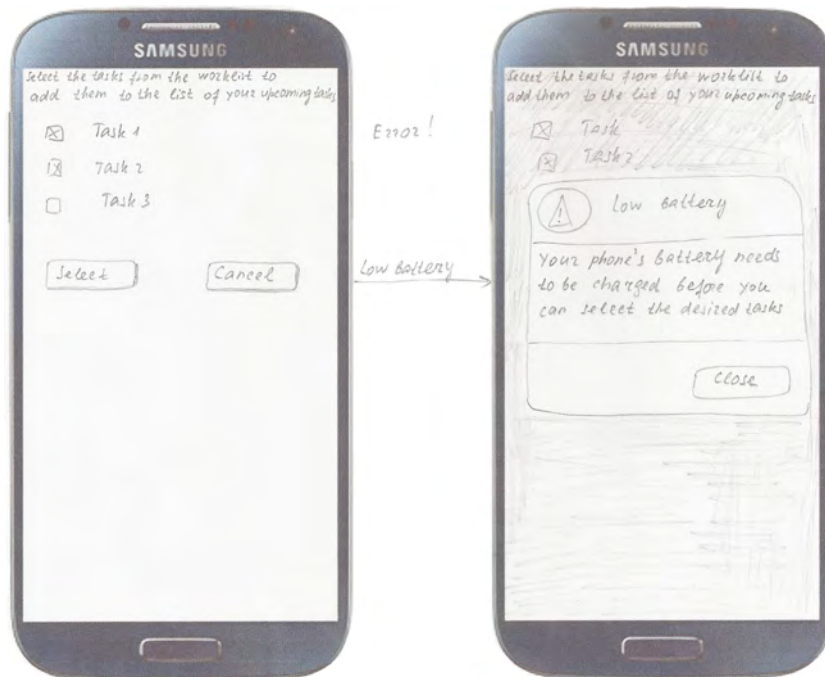 SAMSUNG
Select the tasks from the worklist to
add them to the list of your upcoming tasks
Task 1
Task 2
Task 3
Select
Cancel
Error!
Low Battery
SAMSUNG
Select the tasks from the worklist to
add them to the list of your upcoming tasks
Task
Task 2
Low Battery
Your phone's Battery needs
to be charged before you
can select the desired tasks
Close